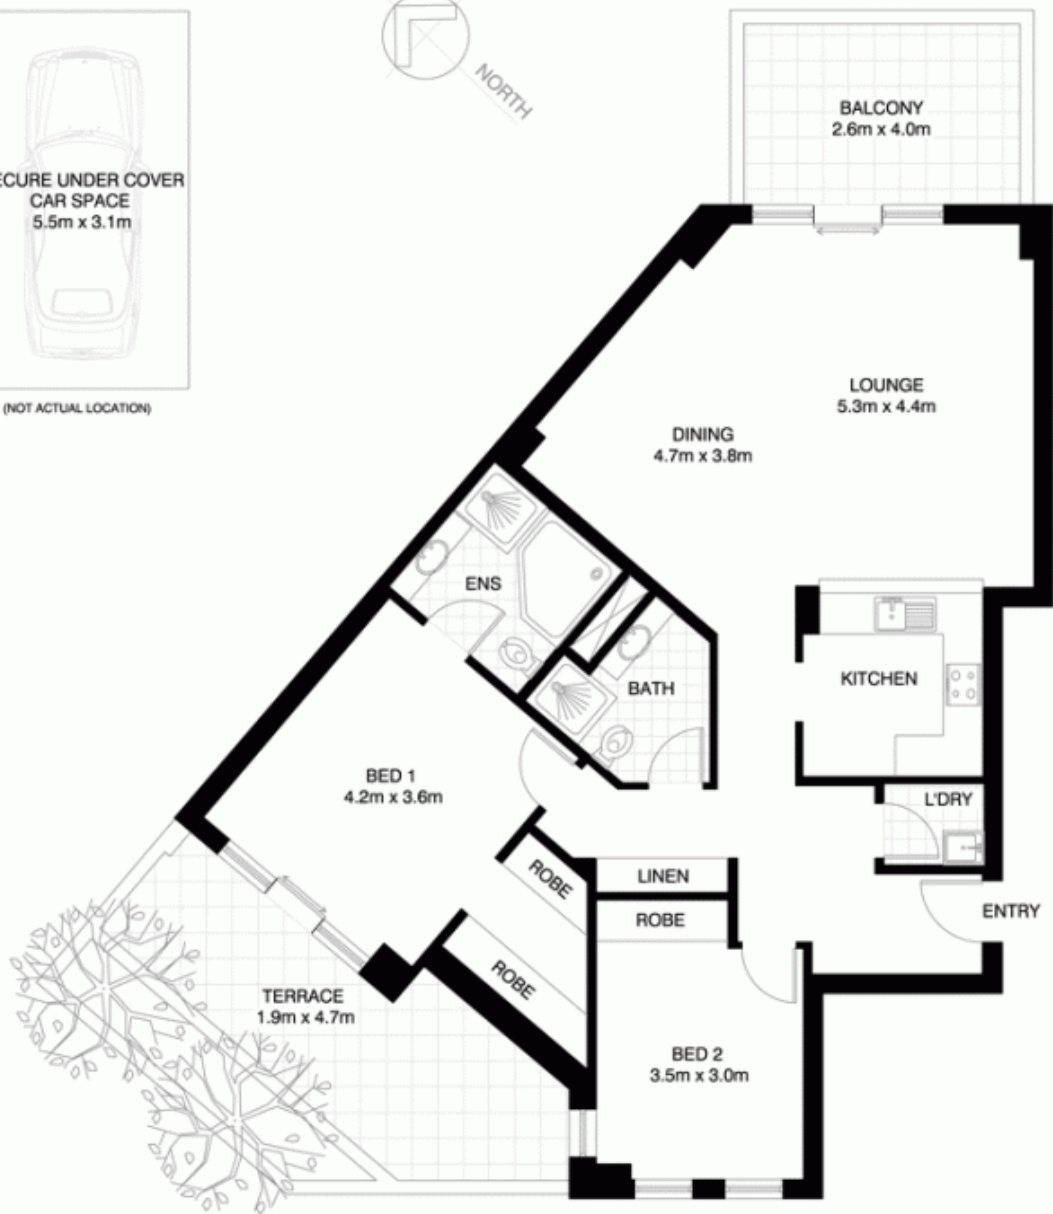 NORTH
BALCONY
2.6m x 4.0m
ECURE UNDER COVER
CAR SPACE
5.5m x 3.1m
(NOT ACTUAL LOCATION)
LOUNGE
5.3m x 4.4m
DINING
4.7m x 3.8m
ENS
BATH
KITCHEN
BED 1
4.2m x 3.6m
L'DRY
ROBE
LINEN
ROBE
ENTRY
ROBE
TERRACE
1.9m x 4.7m
BED 2
3.5m x 3.0m